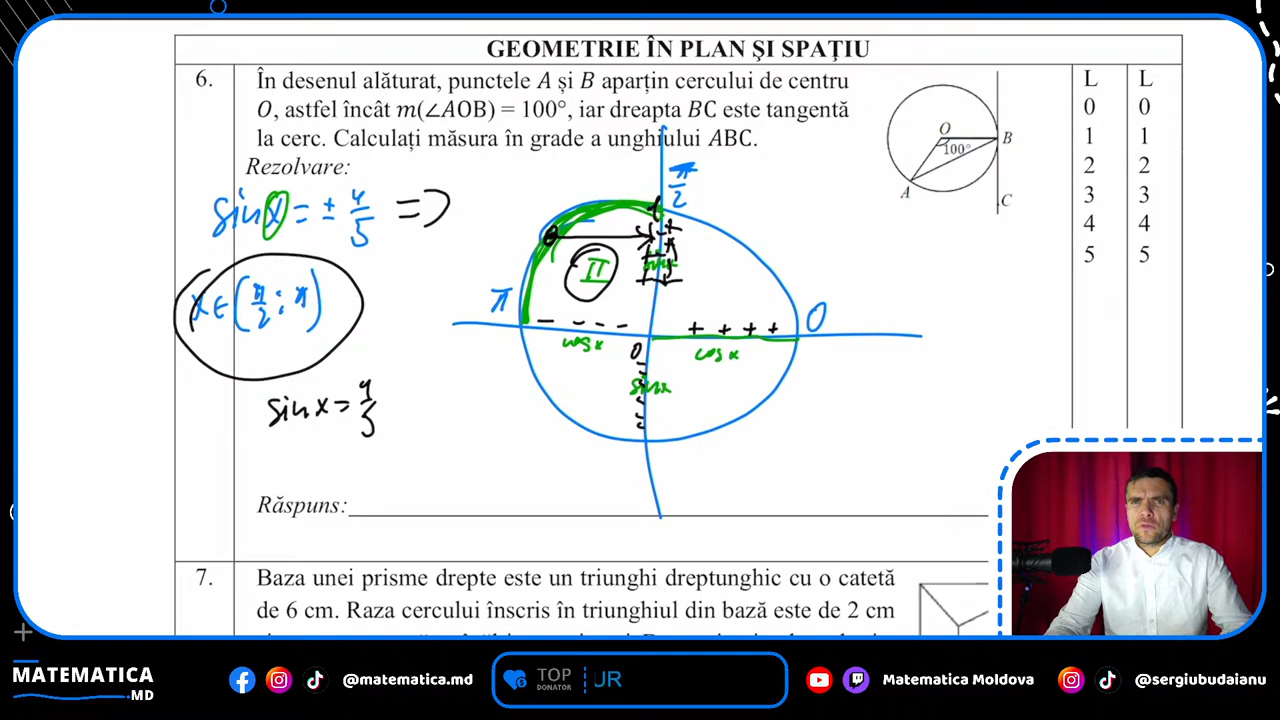 GEOMETRIE ÎN PLAN ŞI SPAŢIU
6.
În desenul alăturat, punctele A şi B aparţin cercului de centru
O, astfel încât m(∠AOB) = 100°, iar dreapta BC este tangentă
la cerc. Calculaţi măsura în grade a unghiului ABC.
Rezolvare:
O
100°
B
A
C
L
0
1
2
3
4
5
L
0
1
2
3
4
5
sin x = ± 4/5 =>
x ∈ (π/2 ; π)
sin x = 4/5
π/2
1
II
sin x
π
0
- - - -
+ + + +
cos x
cos x
0
sin x
Răspuns:
7.
Baza unei prisme drepte este un triunghi dreptunghic cu o catetă
de 6 cm. Raza cercului înscris în triunghiul din bază este de 2 cm
MATEMATICA
.MD
@matematica.md
TOP
DONATOR
UR
Matematica Moldova
@sergiubudaianu